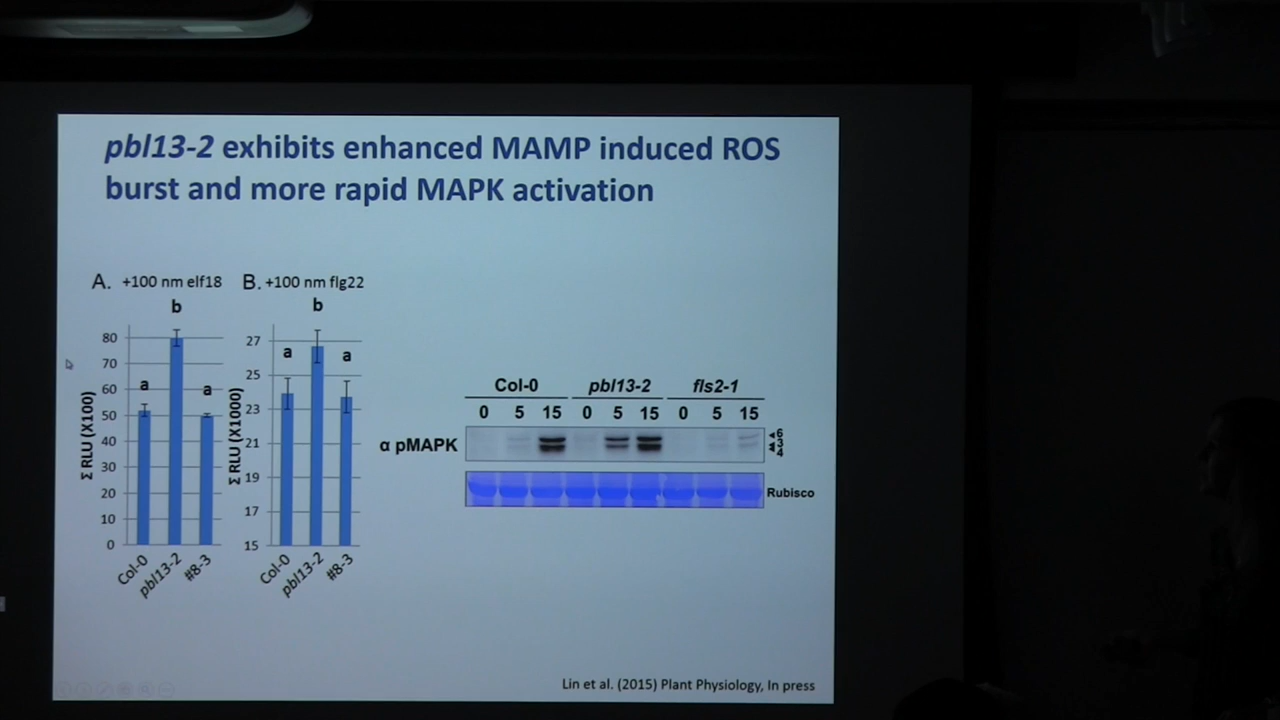 pbl13-2 exhibits enhanced MAMP induced ROS
burst and more rapid MAPK activation
A. +100 nm elf18
b
a
a
80
70
60
50
40
30
20
10
0
Σ RLU (X100)
Col-0
pbl13-2
#8-3
B. +100 nm flg22
b
a
a
27
25
23
21
19
17
15
Σ RLU (X1000)
Col-0
pbl13-2
#8-3
Col-0 pbl13-2 fls2-1
0 5 15 0 5 15 0 5 15
α pMAPK
6
3
4
Rubisco
Lin et al. (2015) Plant Physiology, In press